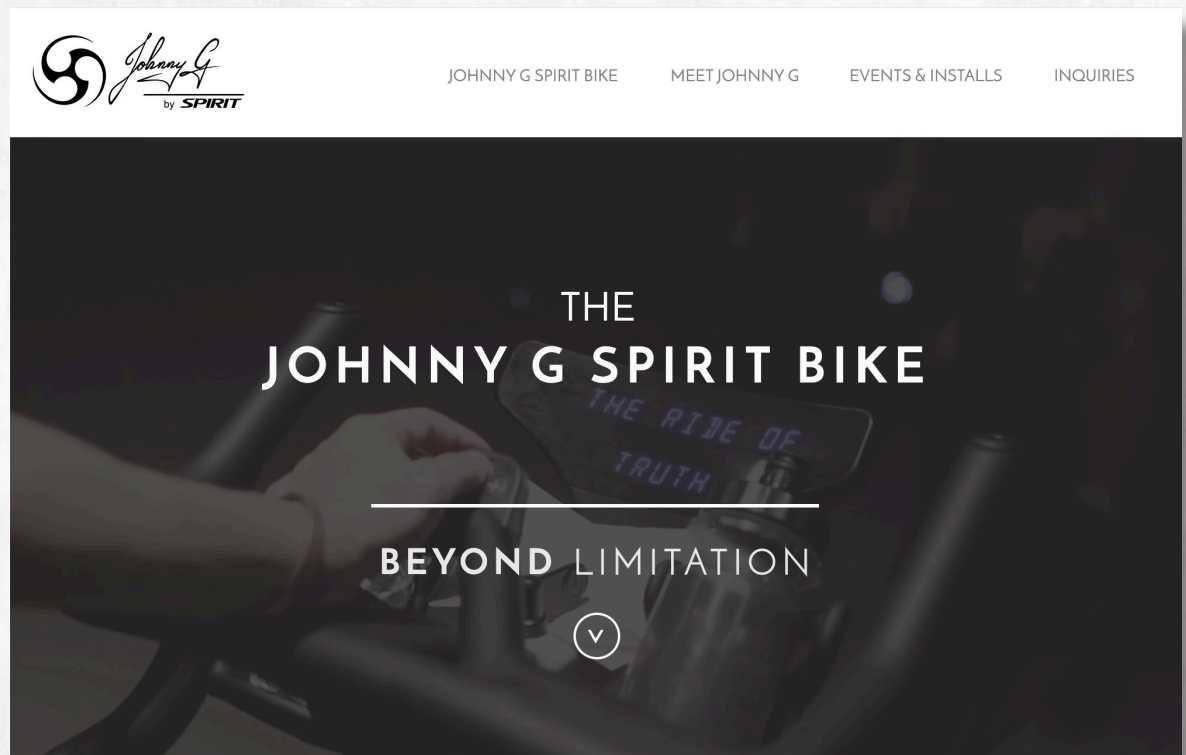 Johnny G
by SPIRIT
JOHNNY G SPIRIT BIKE
MEET JOHNNY G
EVENTS & INSTALLS
INQUIRIES
THE
JOHNNY G SPIRIT BIKE
THE RIDE OF
TRUTH
BEYOND LIMITATION